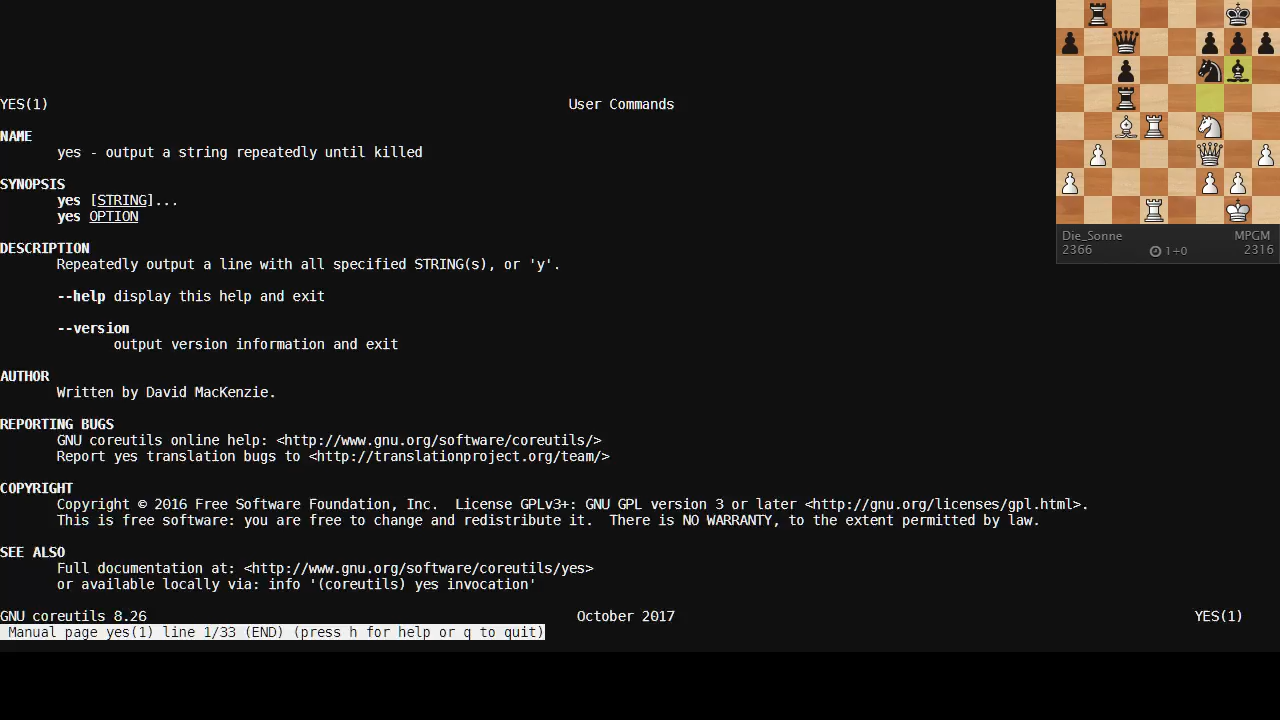 YES(1) User Commands
NAME
yes - output a string repeatedly until killed
SYNOPSIS
yes [STRING]...
yes OPTION
DESCRIPTION
Repeatedly output a line with all specified STRING(s), or 'y'.
--help display this help and exit
--version
output version information and exit
AUTHOR
Written by David MacKenzie.
REPORTING BUGS
GNU coreutils online help: <http://www.gnu.org/software/coreutils/>
Report yes translation bugs to <http://translationproject.org/team/>
COPYRIGHT
Copyright © 2016 Free Software Foundation, Inc.  License GPLv3+: GNU GPL version 3 or later <http://gnu.org/licenses/gpl.html>.
This is free software: you are free to change and redistribute it.  There is NO WARRANTY, to the extent permitted by law.
SEE ALSO
Full documentation at: <http://www.gnu.org/software/coreutils/yes>
or available locally via: info '(coreutils) yes invocation'
GNU coreutils 8.26 October 2017 YES(1)
Manual page yes(1) line 1/33 (END) (press h for help or q to quit)
Die_Sonne MPGM
2366 1+0 2316